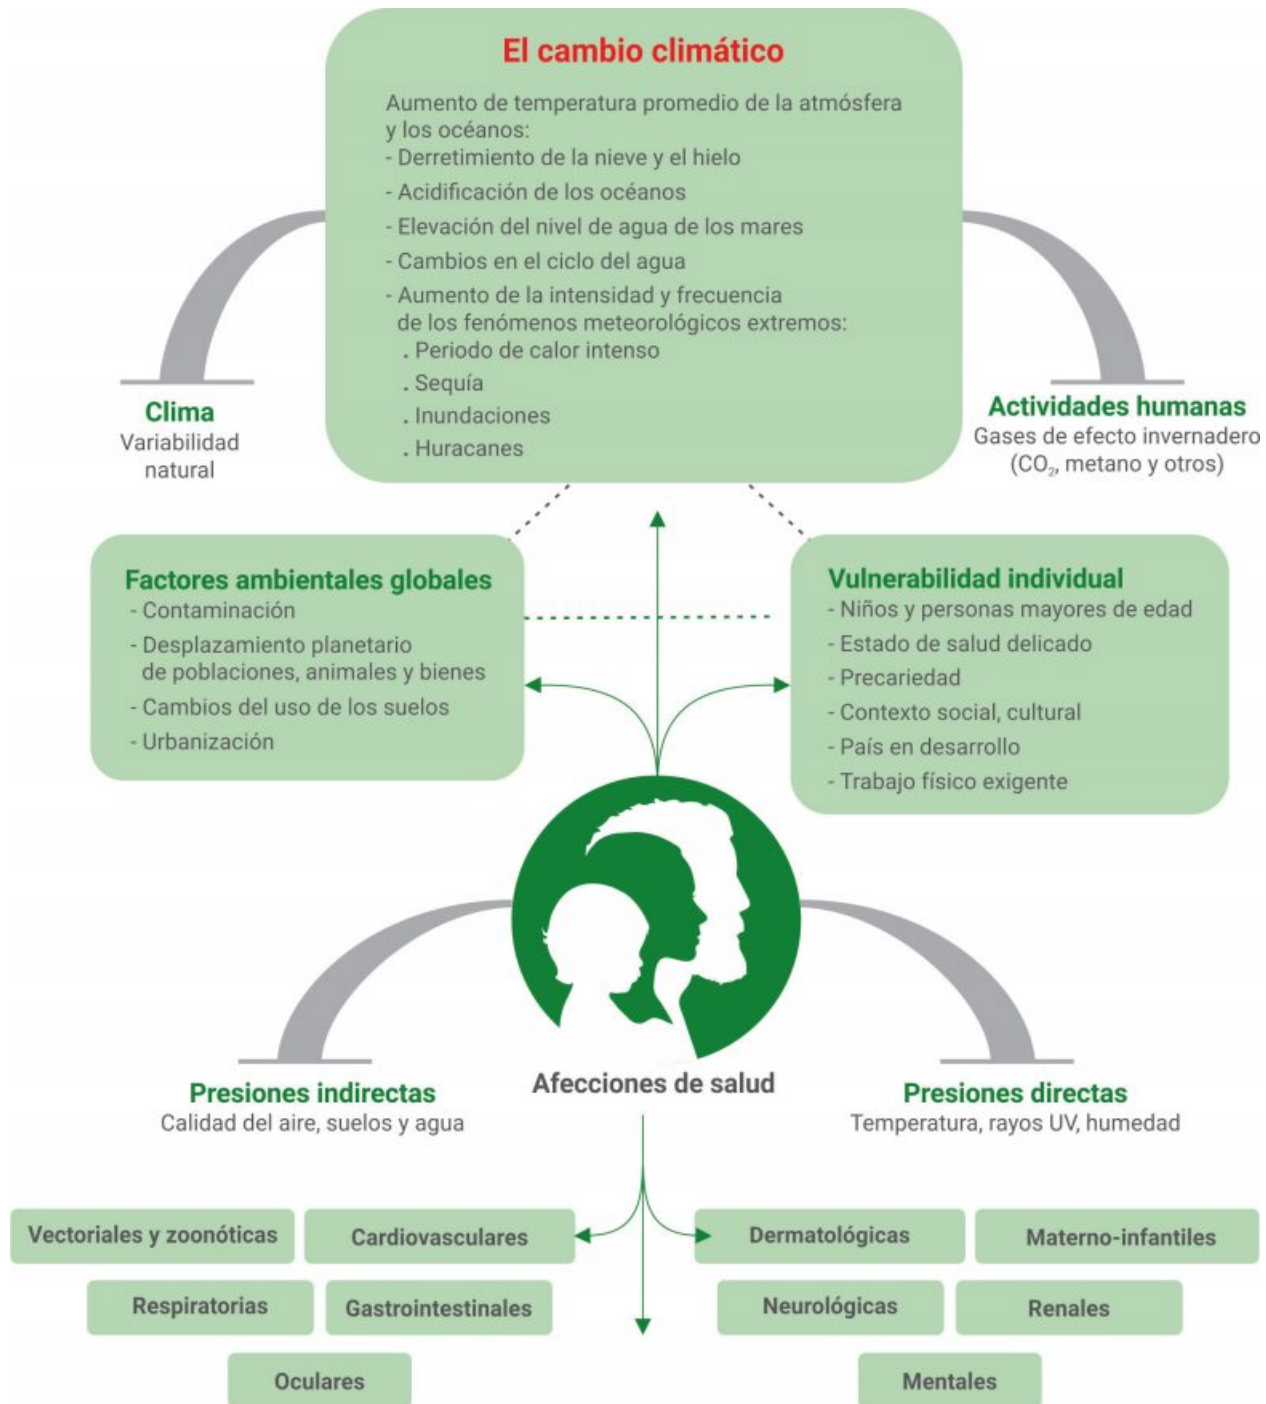 El cambio climático
Aumento de temperatura promedio de la atmósfera
y los océanos:
- Derretimiento de la nieve y el hielo
- Acidificación de los océanos
- Elevación del nivel de agua de los mares
- Cambios en el ciclo del agua
- Aumento de la intensidad y frecuencia
de los fenómenos meteorológicos extremos:
. Periodo de calor intenso
. Sequía
. Inundaciones
. Huracanes
Clima
Variabilidad
natural
Actividades humanas
Gases de efecto invernadero
(CO₂, metano y otros)
Factores ambientales globales
- Contaminación
- Desplazamiento planetario
de poblaciones, animales y bienes
- Cambios del uso de los suelos
- Urbanización
Vulnerabilidad individual
- Niños y personas mayores de edad
- Estado de salud delicado
- Precariedad
- Contexto social, cultural
- País en desarrollo
- Trabajo físico exigente
Presiones indirectas
Calidad del aire, suelos y agua
Afecciones de salud
Presiones directas
Temperatura, rayos UV, humedad
Vectoriales y zoonóticas
Cardiovasculares
Dermatológicas
Materno-infantiles
Respiratorias
Gastrointestinales
Neurológicas
Renales
Oculares
Mentales